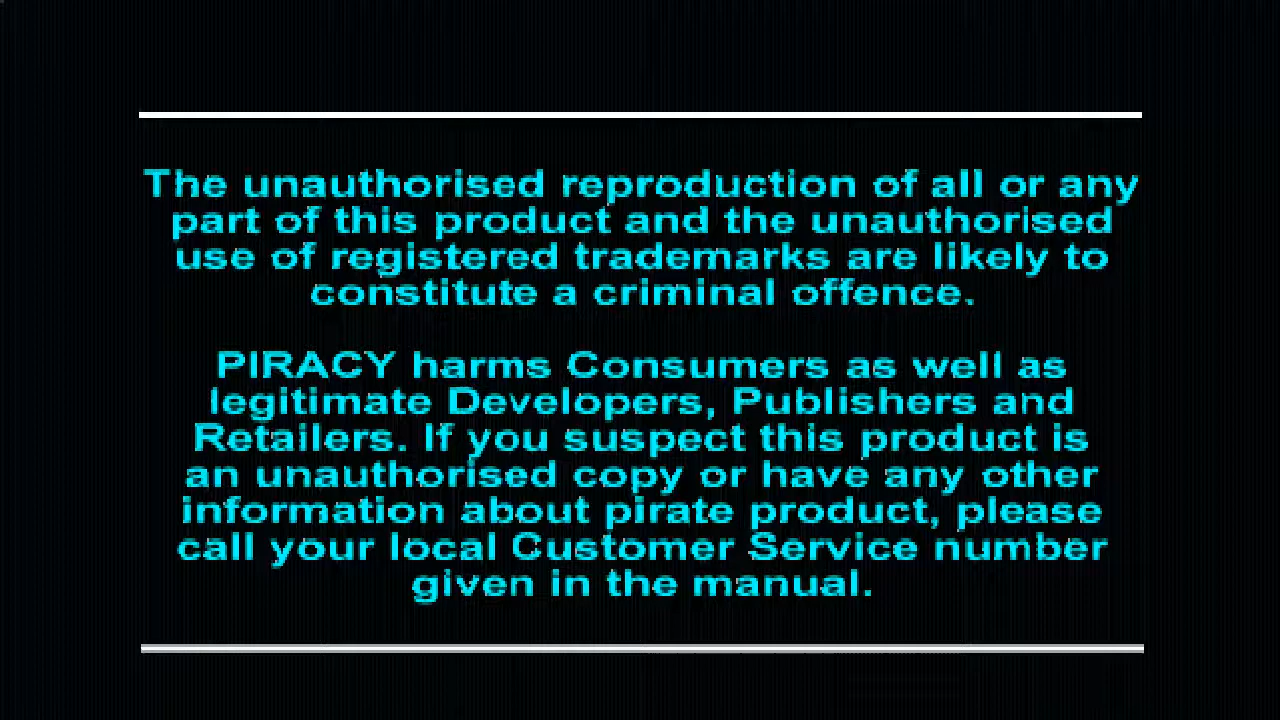 The unauthorised reproduction of all or any
part of this product and the unauthorised
use of registered trademarks are likely to
constitute a criminal offence.
PIRACY harms Consumers as well as
legitimate Developers, Publishers and
Retailers. If you suspect this product is
an unauthorised copy or have any other
information about pirate product, please
call your local Customer Service number
given in the manual.